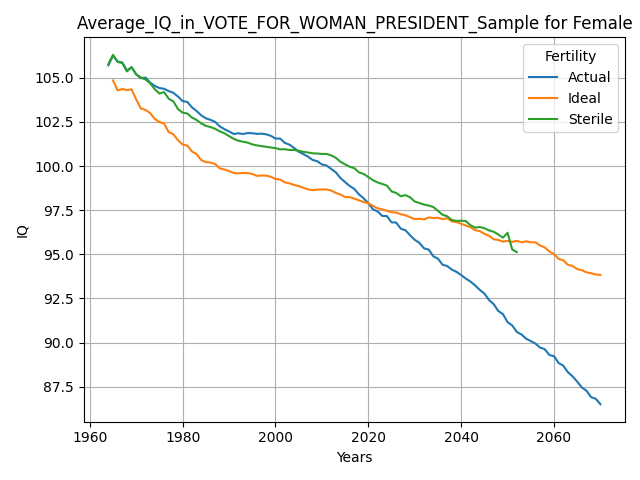 Average_IQ_in_VOTE_FOR_WOMAN_PRESIDENT_Sample for Female
Fertility
Actual
Ideal
Sterile
105.0
102.5
100.0
97.5
95.0
92.5
90.0
87.5
IQ
1960
1980
2000
2020
2040
2060
Years